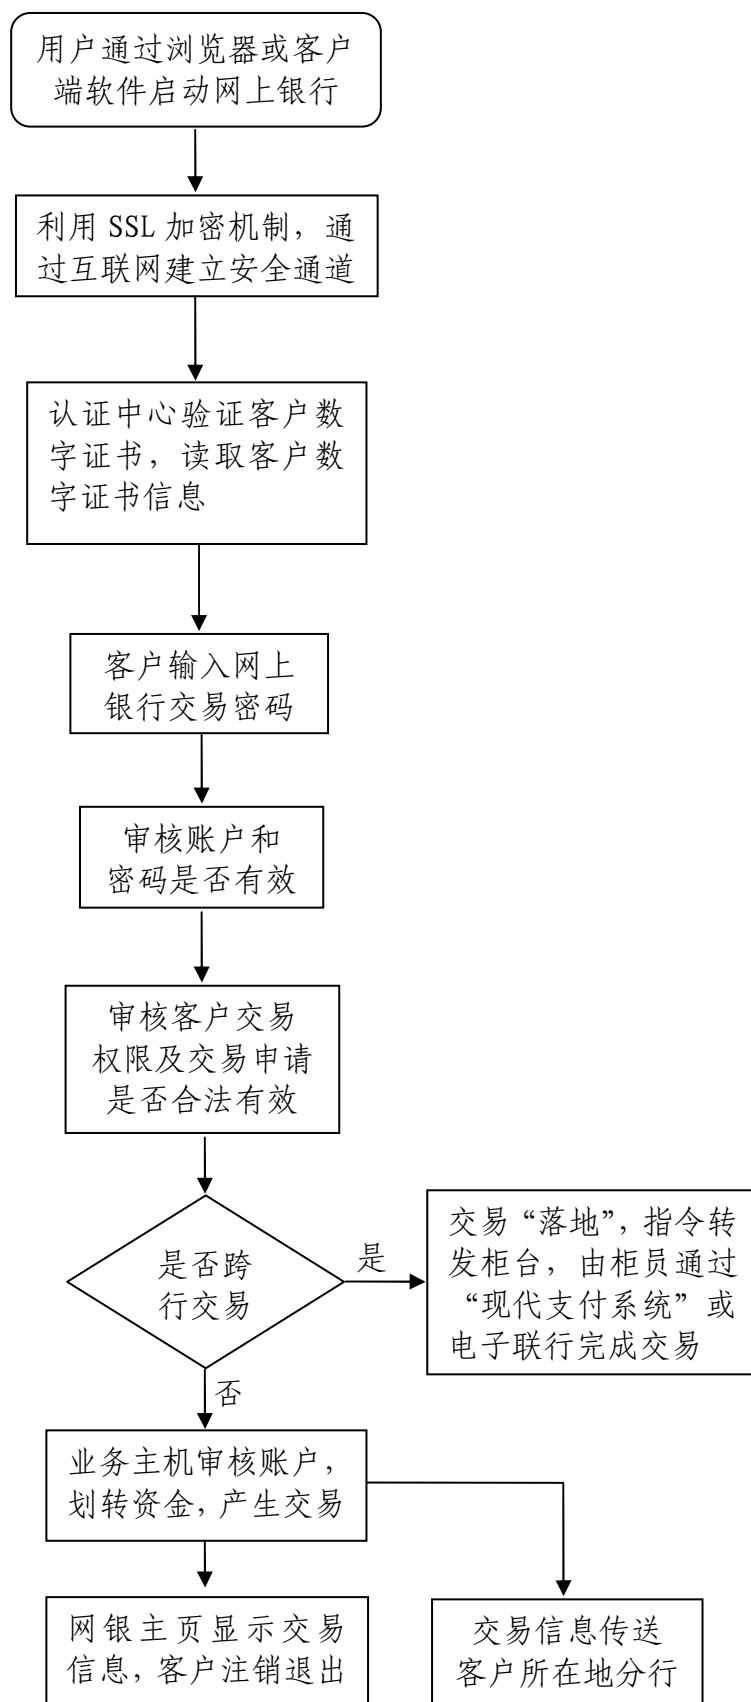 用户通过浏览器或客户
端软件启动网上银行
利用 SSL 加密机制，通
过互联网建立安全通道
认证中心验证客户数
字证书，读取客户数
字证书信息
客户输入网上
银行交易密码
审核账户和
密码是否有效
审核客户交易
权限及交易申请
是否合法有效
是否跨
行交易
是
交易“落地”，指令转
发柜台，由柜员通过
“现代支付系统”或
电子联行完成交易
否
业务主机审核账户，
划转资金，产生交易
网银主页显示交易
信息，客户注销退出
交易信息传送
客户所在地分行